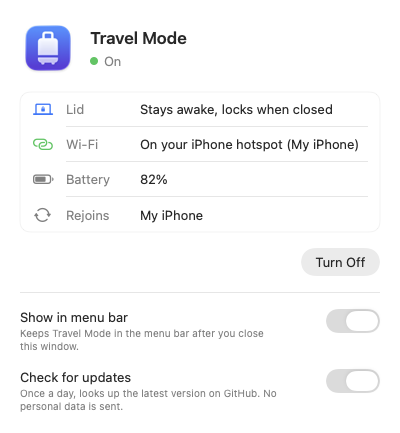 Travel Mode
On
Lid Stays awake, locks when closed
Wi-Fi On your iPhone hotspot (My iPhone)
Battery 82%
Rejoins My iPhone
Turn Off
Show in menu bar
Keeps Travel Mode in the menu bar after you close
this window.
Check for updates
Once a day, looks up the latest version on GitHub. No
personal data is sent.